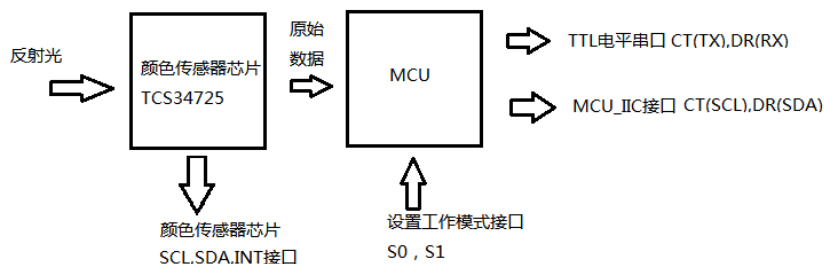 反射光
颜色传感器芯片
TCS34725
原始
数据
MCU
TTL电平串口 CT(TX),DR(RX)
MCU_IIC接口 CT(SCL),DR(SDA)
颜色传感器芯片
SCL,SDA,INT接口
设置工作模式接口
S0，S1